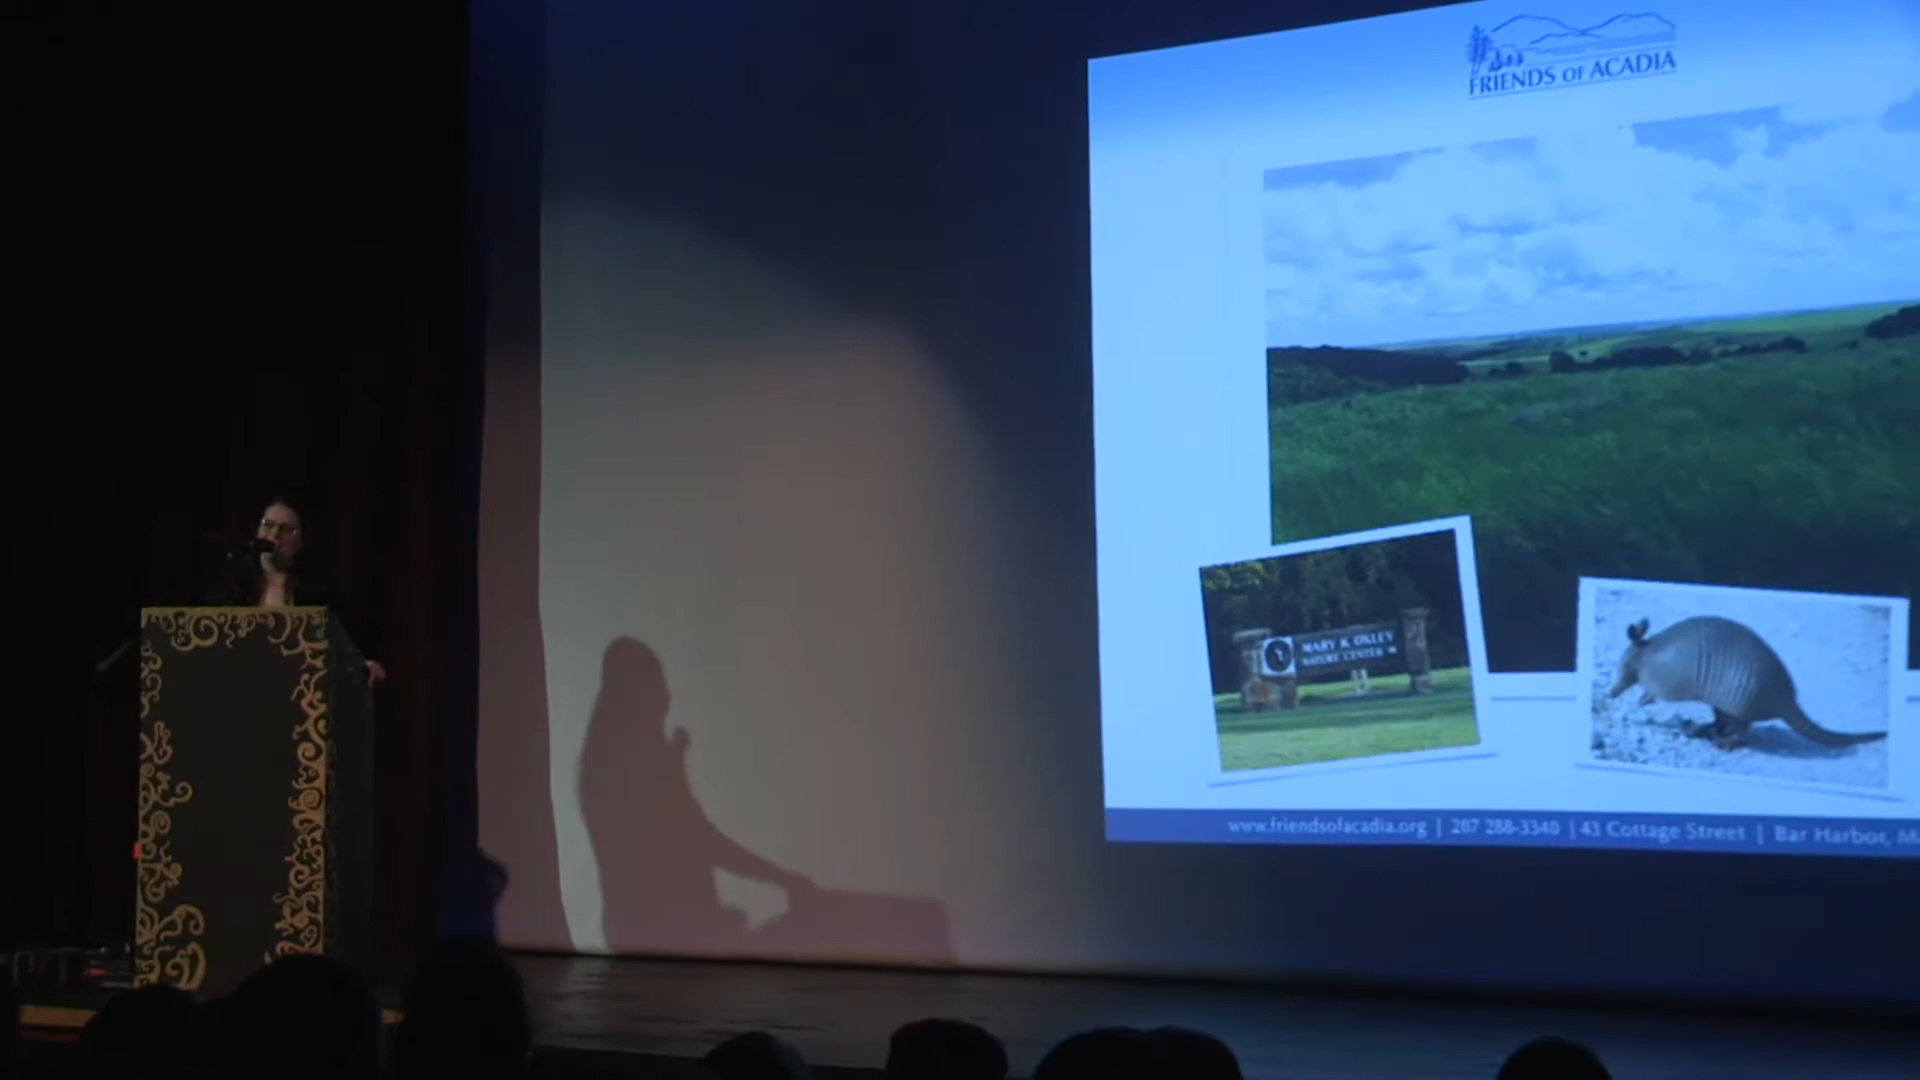 FRIENDS OF ACADIA
MARY K. OXLEY
NATURE CENTER
www.friendsofacadia.org | 207 288-3340 | 43 Cottage Street | Bar Harbor,